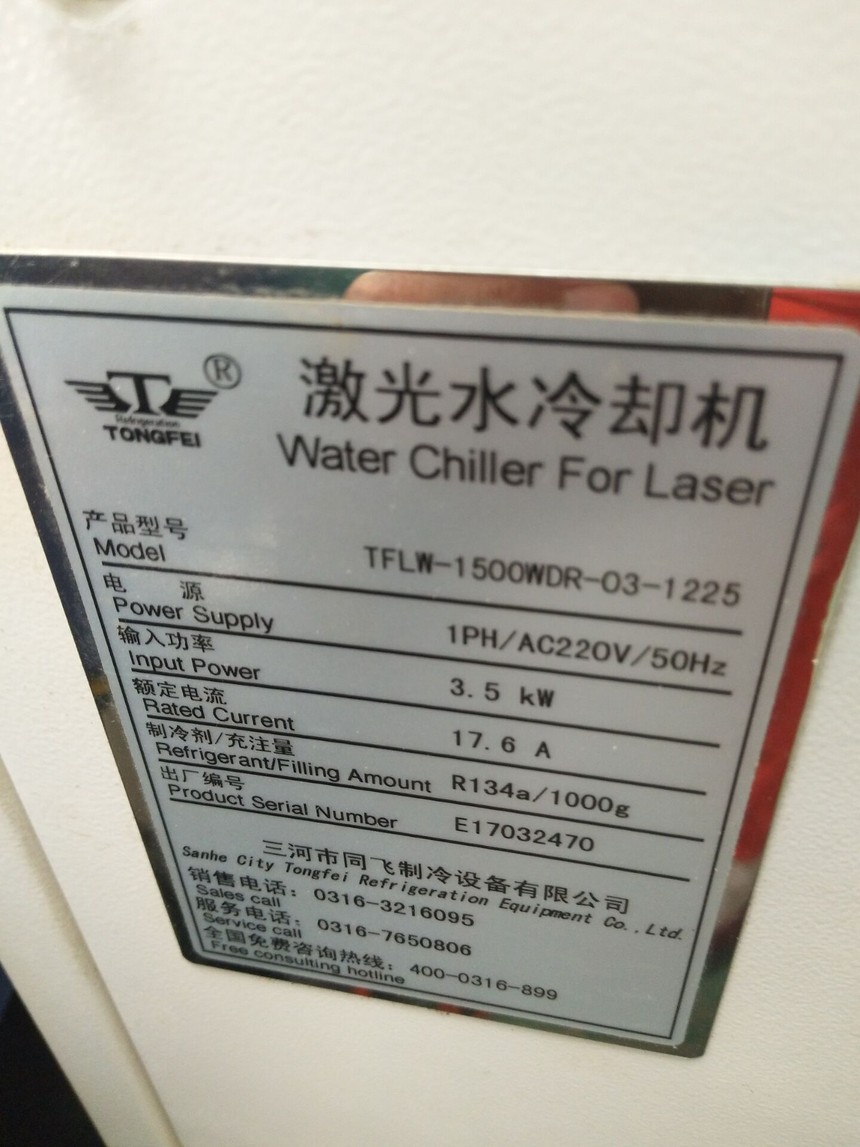 ®
Refrigeration
TONGFEI
激光水冷却机
Water Chiller For Laser
产品型号
Model TFLW-1500WDR-03-1225
电 源
Power Supply 1PH/AC220V/50Hz
输入功率
Input Power 3.5 kW
额定电流
Rated Current 17.6 A
制冷剂/充注量
Refrigerant/Filling Amount R134a/1000g
出厂编号
Product Serial Number E17032470
三河市同飞制冷设备有限公司
Sanhe City Tongfei Refrigeration Equipment Co.,Ltd.
销售电话: 0316-3216095
Sales call
服务电话: 0316-7650806
Service call
全国免费咨询热线: 400-0316-899
Free consulting hotline